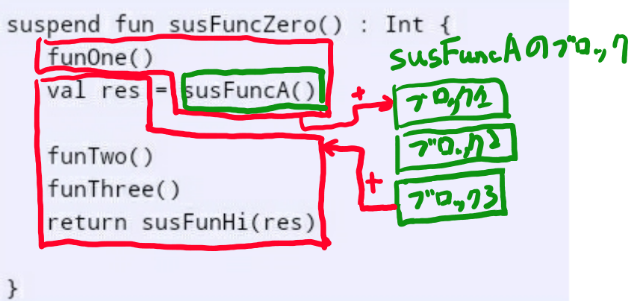 suspend fun susFuncZero() : Int {
susFuncAのブロック
funOne()
val res = susFuncA()
+
ブロック1
ブロック2
funTwo()
funThree()
+
ブロック3
return susFunHi(res)
}